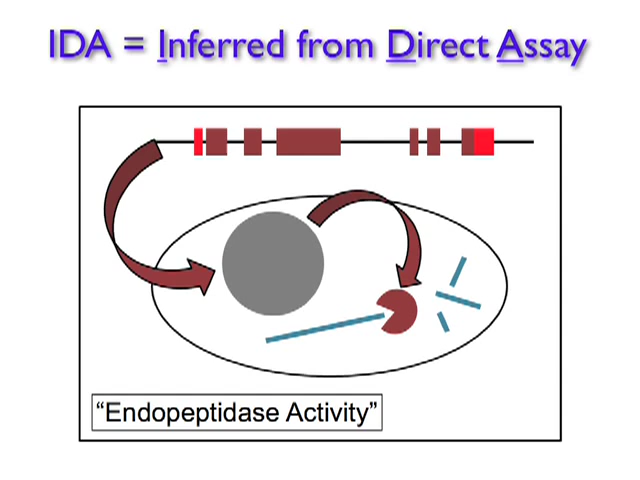 IDA = Inferred from Direct Assay
“Endopeptidase Activity”